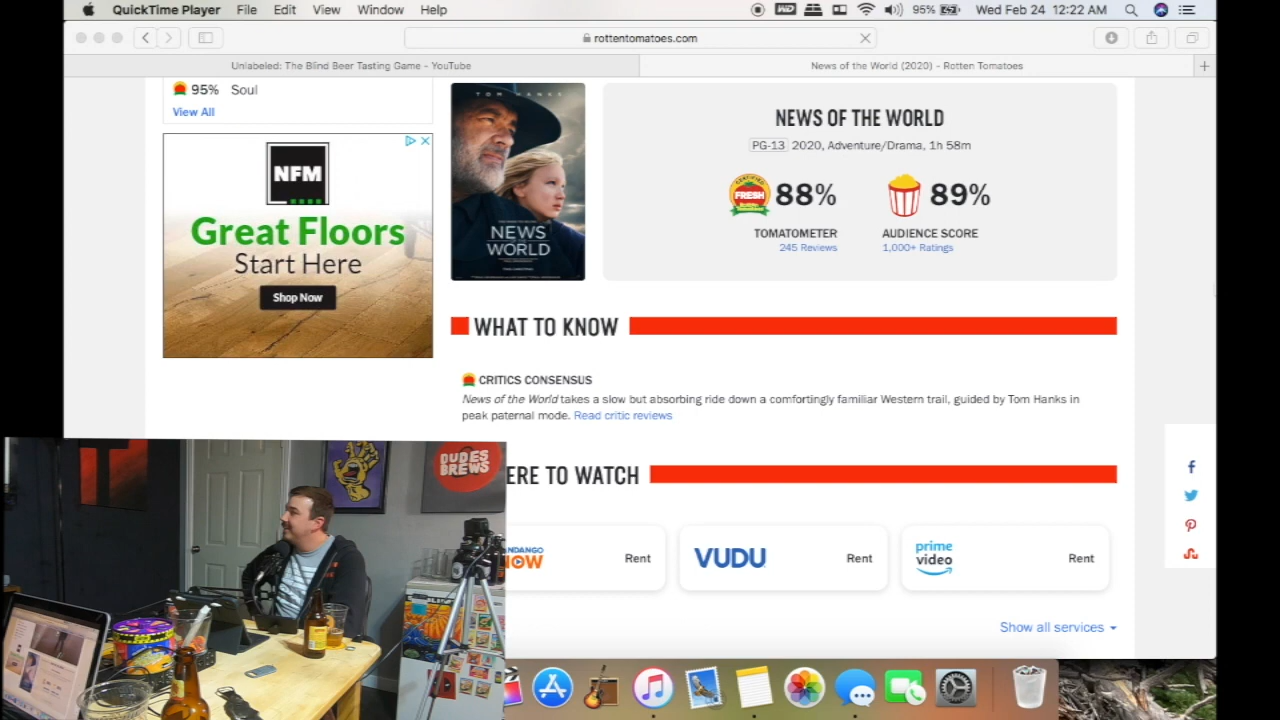 QuickTime Player File Edit View Window Help 95% Wed Feb 24 12:22 AM
rottentomatoes.com
Unlabeled: The Blind Beer Tasting Game - YouTube
News of the World (2020) - Rotten Tomatoes
95% Soul
View All
NFM
Great Floors
Start Here
Shop Now
TOM HANKS
NEWS
OF THE
WORLD
NEWS OF THE WORLD
PG-13 2020, Adventure/Drama, 1h 58m
CERTIFIED
FRESH
88%
89%
TOMATOMETER
245 Reviews
AUDIENCE SCORE
1,000+ Ratings
WHAT TO KNOW
CRITICS CONSENSUS
News of the World takes a slow but absorbing ride down a comfortingly familiar Western trail, guided by Tom Hanks in
peak paternal mode. Read critic reviews
ERE TO WATCH
NDANGO
NOW
Rent
VUDU
Rent
prime
video
Rent
Show all services
DUDES
BREWS